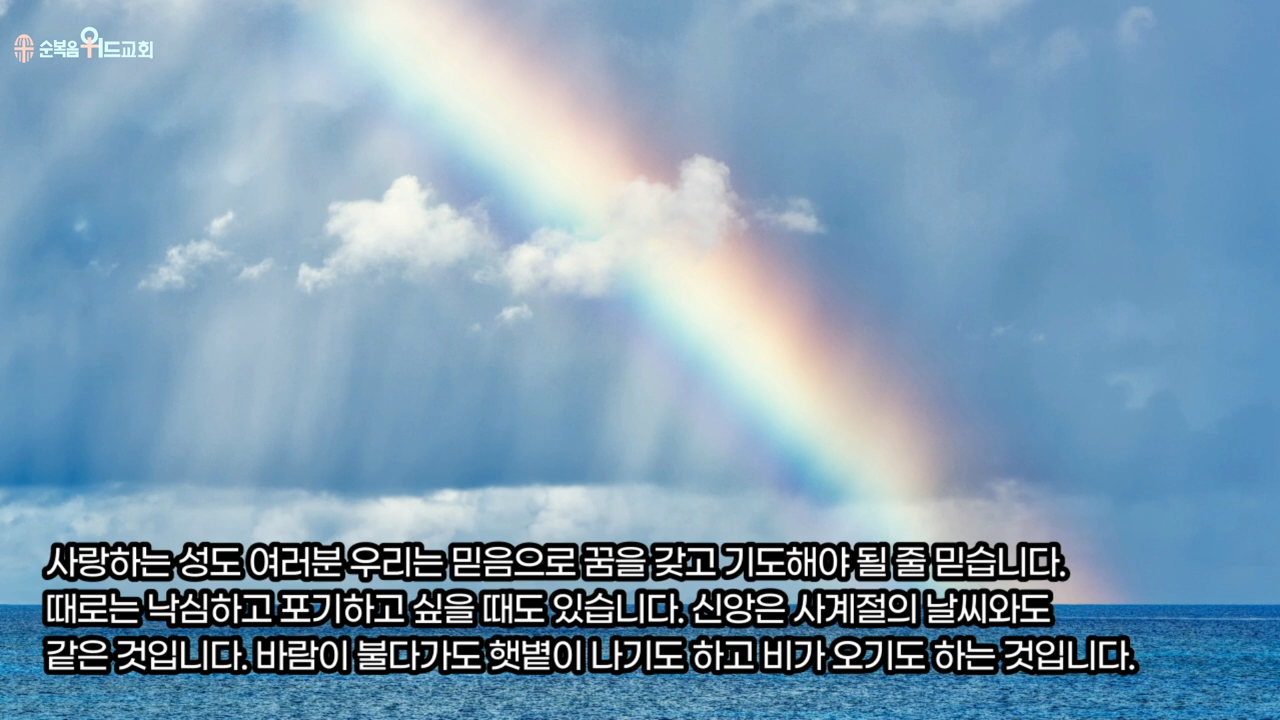 순복음워드교회
사랑하는 성도 여러분 우리는 믿음으로 꿈을 갖고 기도해야 될 줄 믿습니다.
때로는 낙심하고 포기하고 싶을 때도 있습니다. 신앙은 사계절의 날씨와도
같은 것입니다. 바람이 불다가도 햇볕이 나기도 하고 비가 오기도 하는 것입니다.